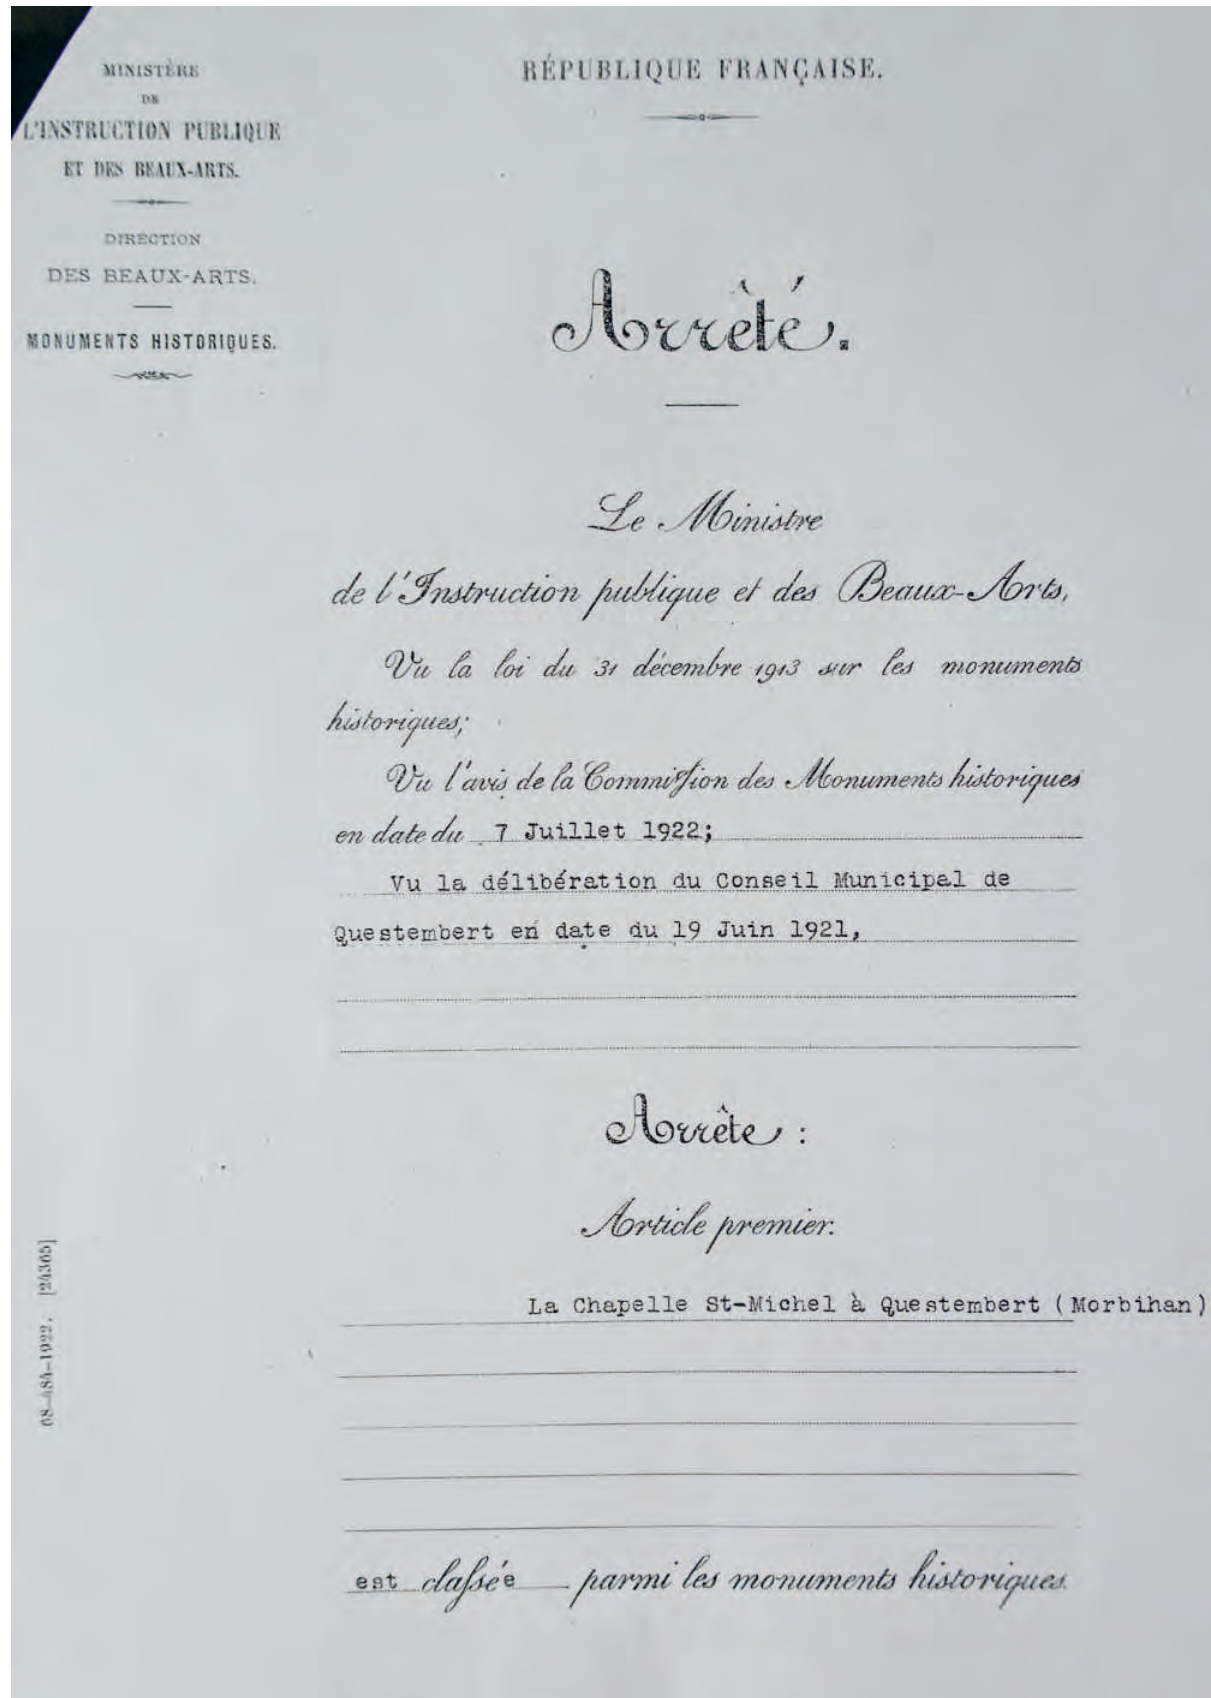 MINISTÈRE
DE
L'INSTRUCTION PUBLIQUE
ET DES BEAUX-ARTS.
DIRECTION
DES BEAUX-ARTS.
MONUMENTS HISTORIQUES.
RÉPUBLIQUE FRANÇAISE.
Arrêté.
Le Ministre
de l'Instruction publique et des Beaux-Arts,
Vu la loi du 31 décembre 1913 sur les monuments
historiques;
Vu l'avis de la Commission des Monuments historiques
en date du 7 Juillet 1922;
Vu la délibération du Conseil Municipal de
Questembert en date du 19 Juin 1921,
Arrête :
Article premier.
La Chapelle St-Michel à Questembert (Morbihan)
est classée parmi les monuments historiques.
68-484-1922. [24365]